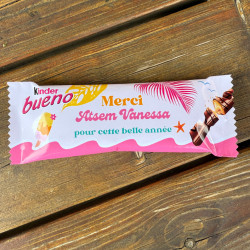 Kinder
bueno
Merci
Atsem Vanessa
pour cette belle année